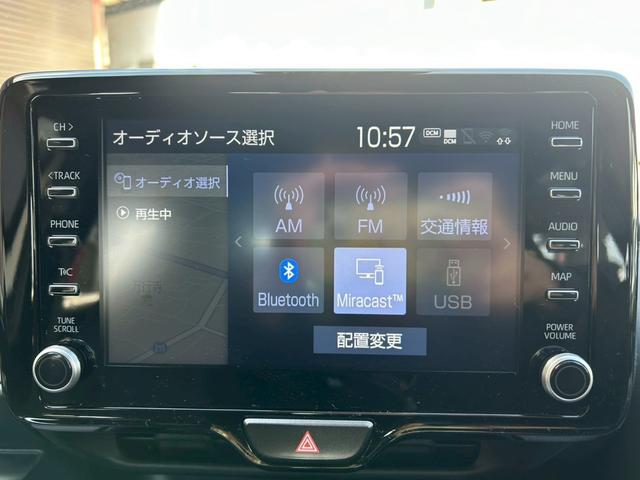 CH >
< TRACK
PHONE
T.C
TUNE
SCROLL
オーディオソース選択
10:57
DCM
DCM
オーディオ選択
再生中
AM
FM
交通情報
Bluetooth
Miracast™
USB
配置変更
HOME
MENU
AUDIO
MAP
POWER
VOLUME